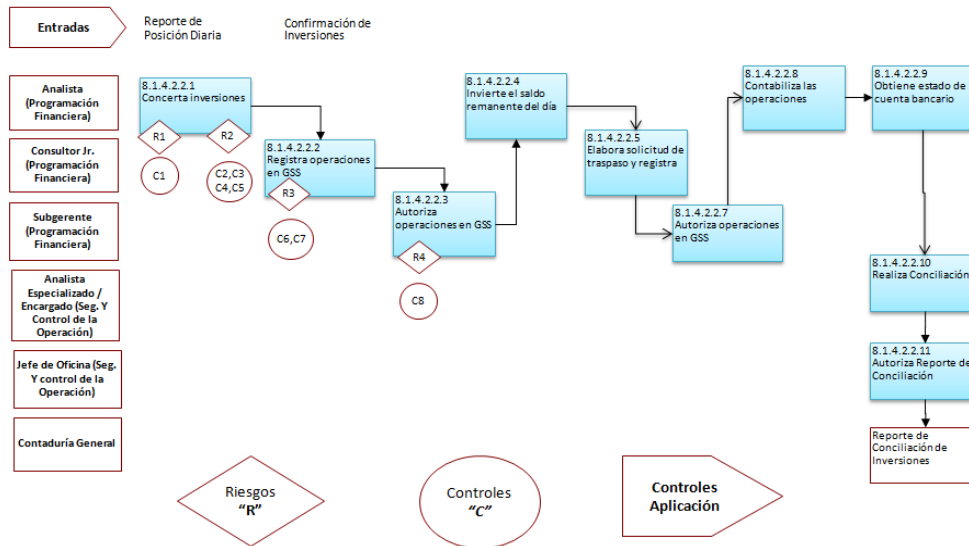 Entradas
Reporte de
Posición Diaria
Confirmación de
Inversiones
Analista
(Programación
Financiera)
Consultor Jr.
(Programación
Financiera)
Subgerente
(Programación
Financiera)
Analista
Especializado /
Encargado (Seg. Y
Control de la
Operación)
Jefe de Oficina (Seg.
Y control de la
Operación)
Contaduría General
8.1.4.2.2.1
Concerta inversiones
R1
R2
C1
C2,C3
C4,C5
8.1.4.2.2.2
Registra operaciones
en GSS
R3
C6,C7
8.1.4.2.2.3
Autoriza
operaciones en GSS
R4
C8
8.1.4.2.2.4
Invierte el saldo
remanente del día
8.1.4.2.2.5
Elabora solicitud de
traspaso y registra
8.1.4.2.2.7
Autoriza operaciones
en GSS
8.1.4.2.2.8
Contabiliza las
operaciones
8.1.4.2.2.9
Obtiene estado de
cuenta bancario
8.1.4.2.2.10
Realiza Conciliación
8.1.4.2.2.11
Autoriza Reporte de
Conciliación
Reporte de
Conciliación de
Inversiones
Riesgos
“R”
Controles
“C”
Controles
Aplicación